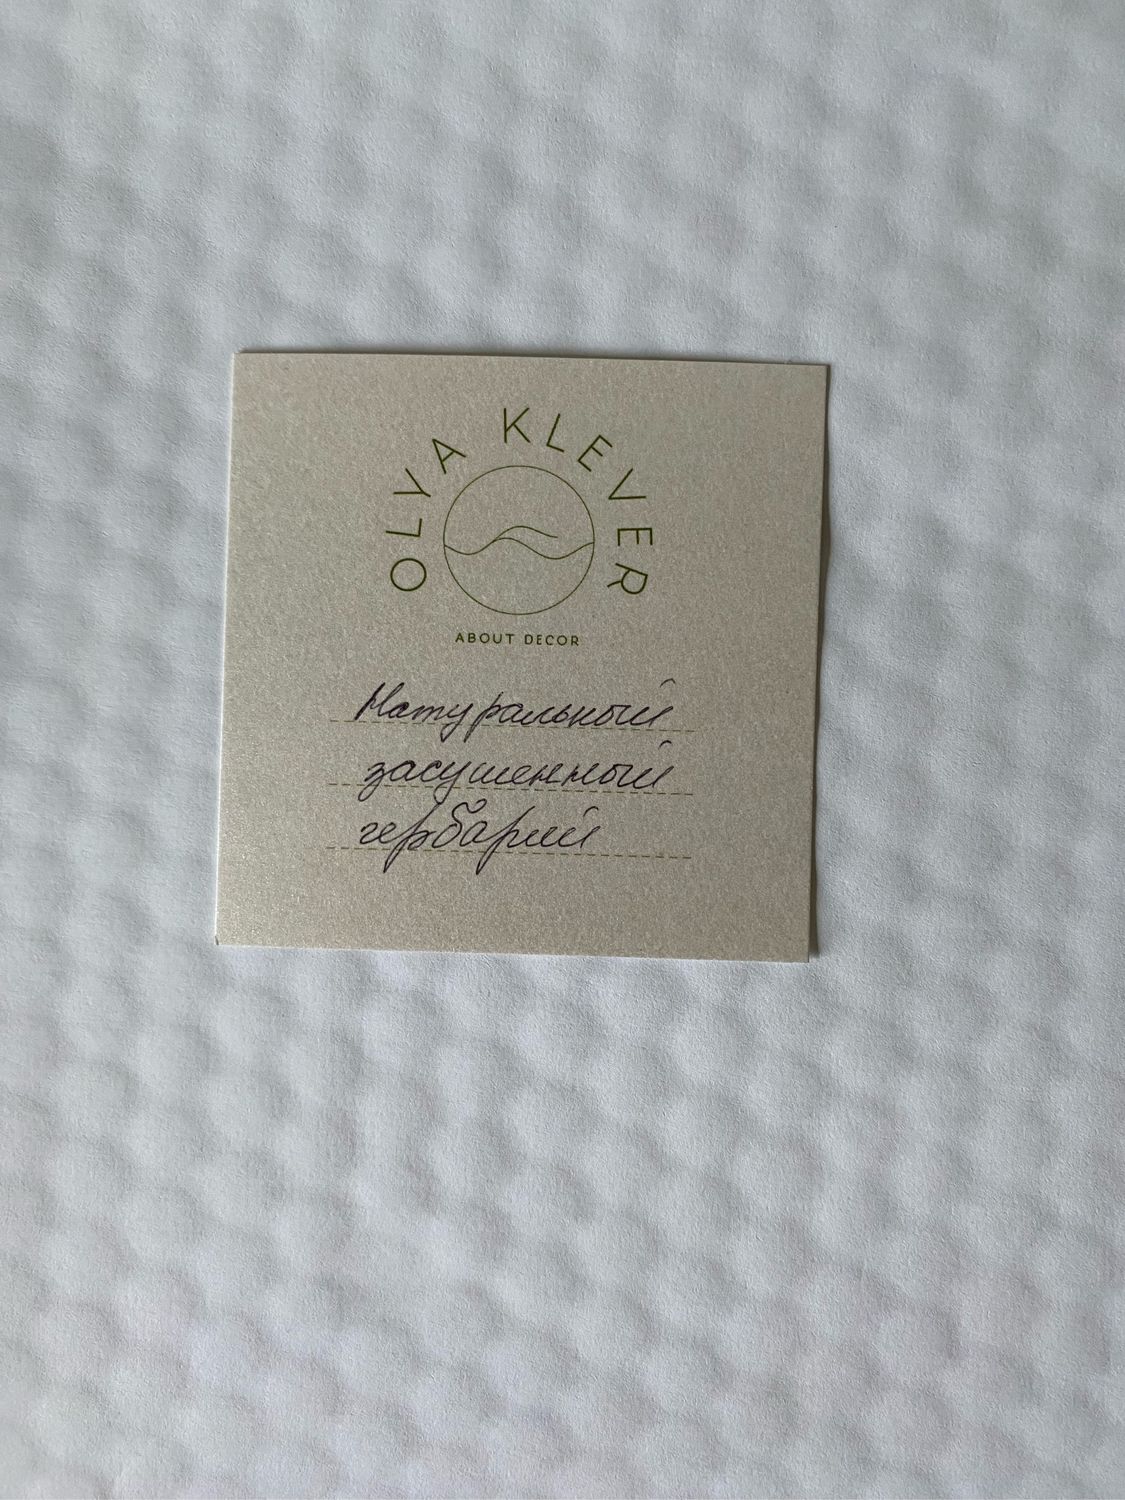 OLYA KLEVER
ABOUT DECOR
Натуральный
засушенный
гербарий